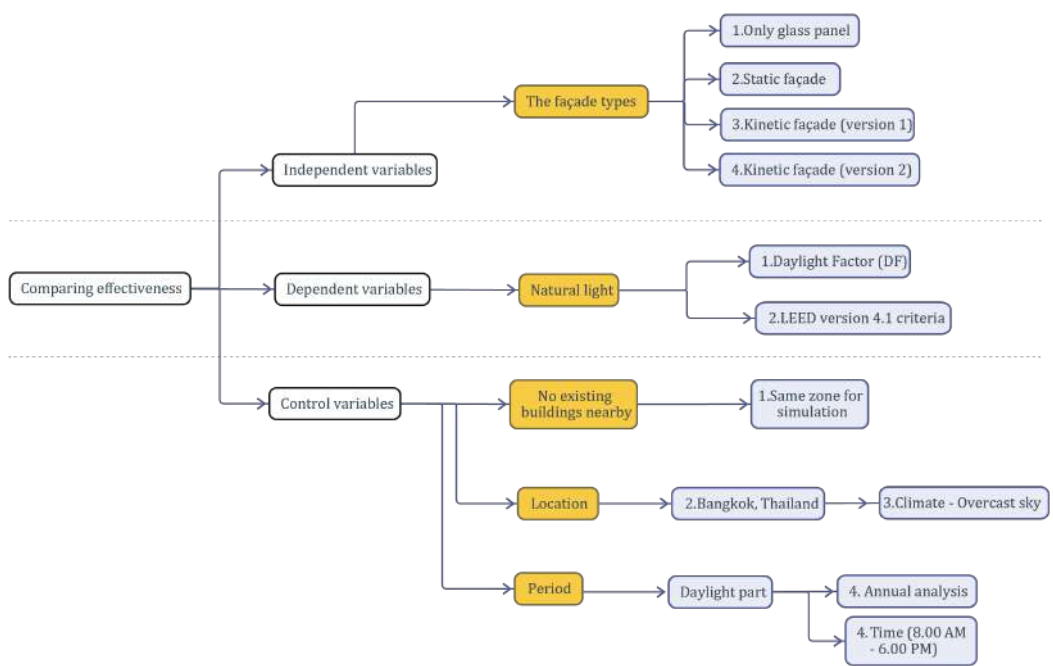 1.Only glass panel
2.Static façade
The façade types
3.Kinetic façade (version 1)
4.Kinetic façade (version 2)
Independent variables
Comparing effectiveness
Dependent variables
Natural light
1.Daylight Factor (DF)
2.LEED version 4.1 criteria
Control variables
No existing
buildings nearby
1.Same zone for
simulation
Location
2.Bangkok, Thailand
3.Climate - Overcast sky
Period
Daylight part
4. Annual analysis
4.Time (8.00 AM
- 6.00 PM)